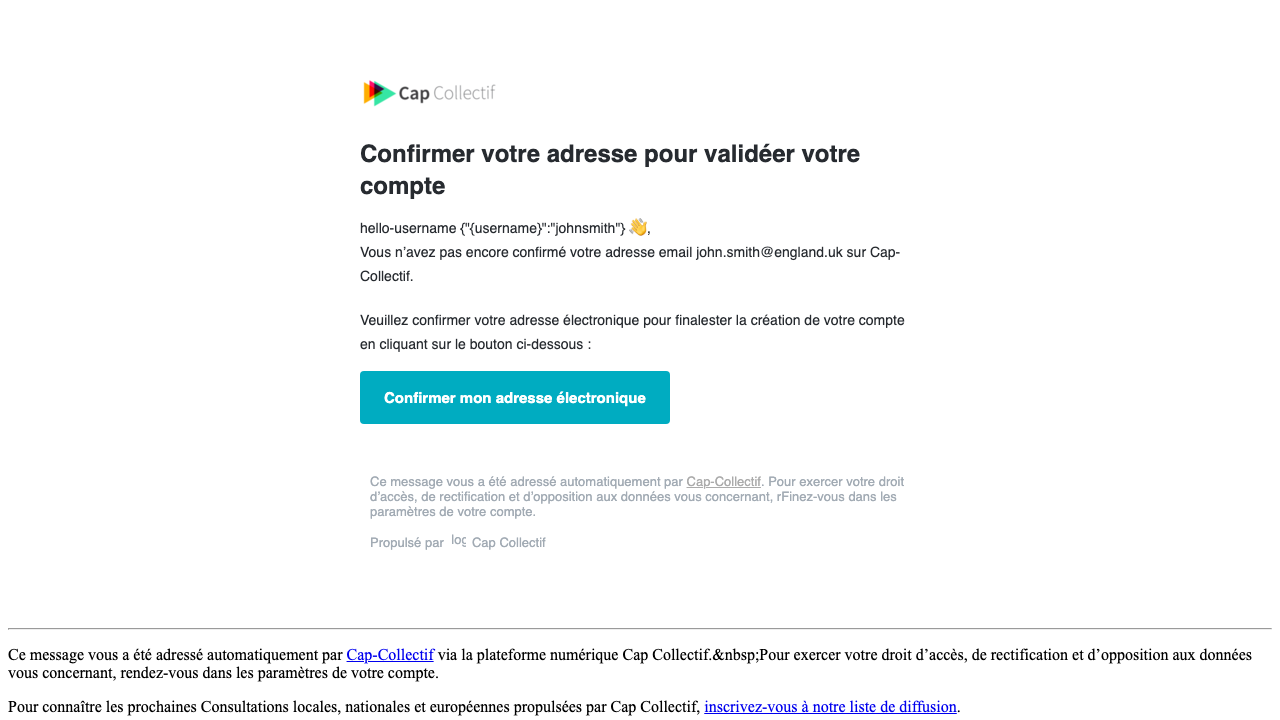 Cap Collectif
Confirmer votre adresse pour validéer votre
compte
hello-username {"{username}":"johnsmith"} 👋,
Vous n’avez pas encore confirmé votre adresse email john.smith@england.uk sur Cap-
Collectif.
Veuillez confirmer votre adresse électronique pour finalester la création de votre compte
en cliquant sur le bouton ci-dessous :
Confirmer mon adresse électronique
Ce message vous a été adressé automatiquement par Cap-Collectif. Pour exercer votre droit
d’accès, de rectification et d’opposition aux données vous concernant, rFinez-vous dans les
paramètres de votre compte.
Propulsé par Cap Collectif
Ce message vous a été adressé automatiquement par Cap-Collectif via la plateforme numérique Cap Collectif.&nbsp;Pour exercer votre droit d’accès, de rectification et d’opposition aux données
vous concernant, rendez-vous dans les paramètres de votre compte.
Pour connaître les prochaines Consultations locales, nationales et européennes propulsées par Cap Collectif, inscrivez-vous à notre liste de diffusion.